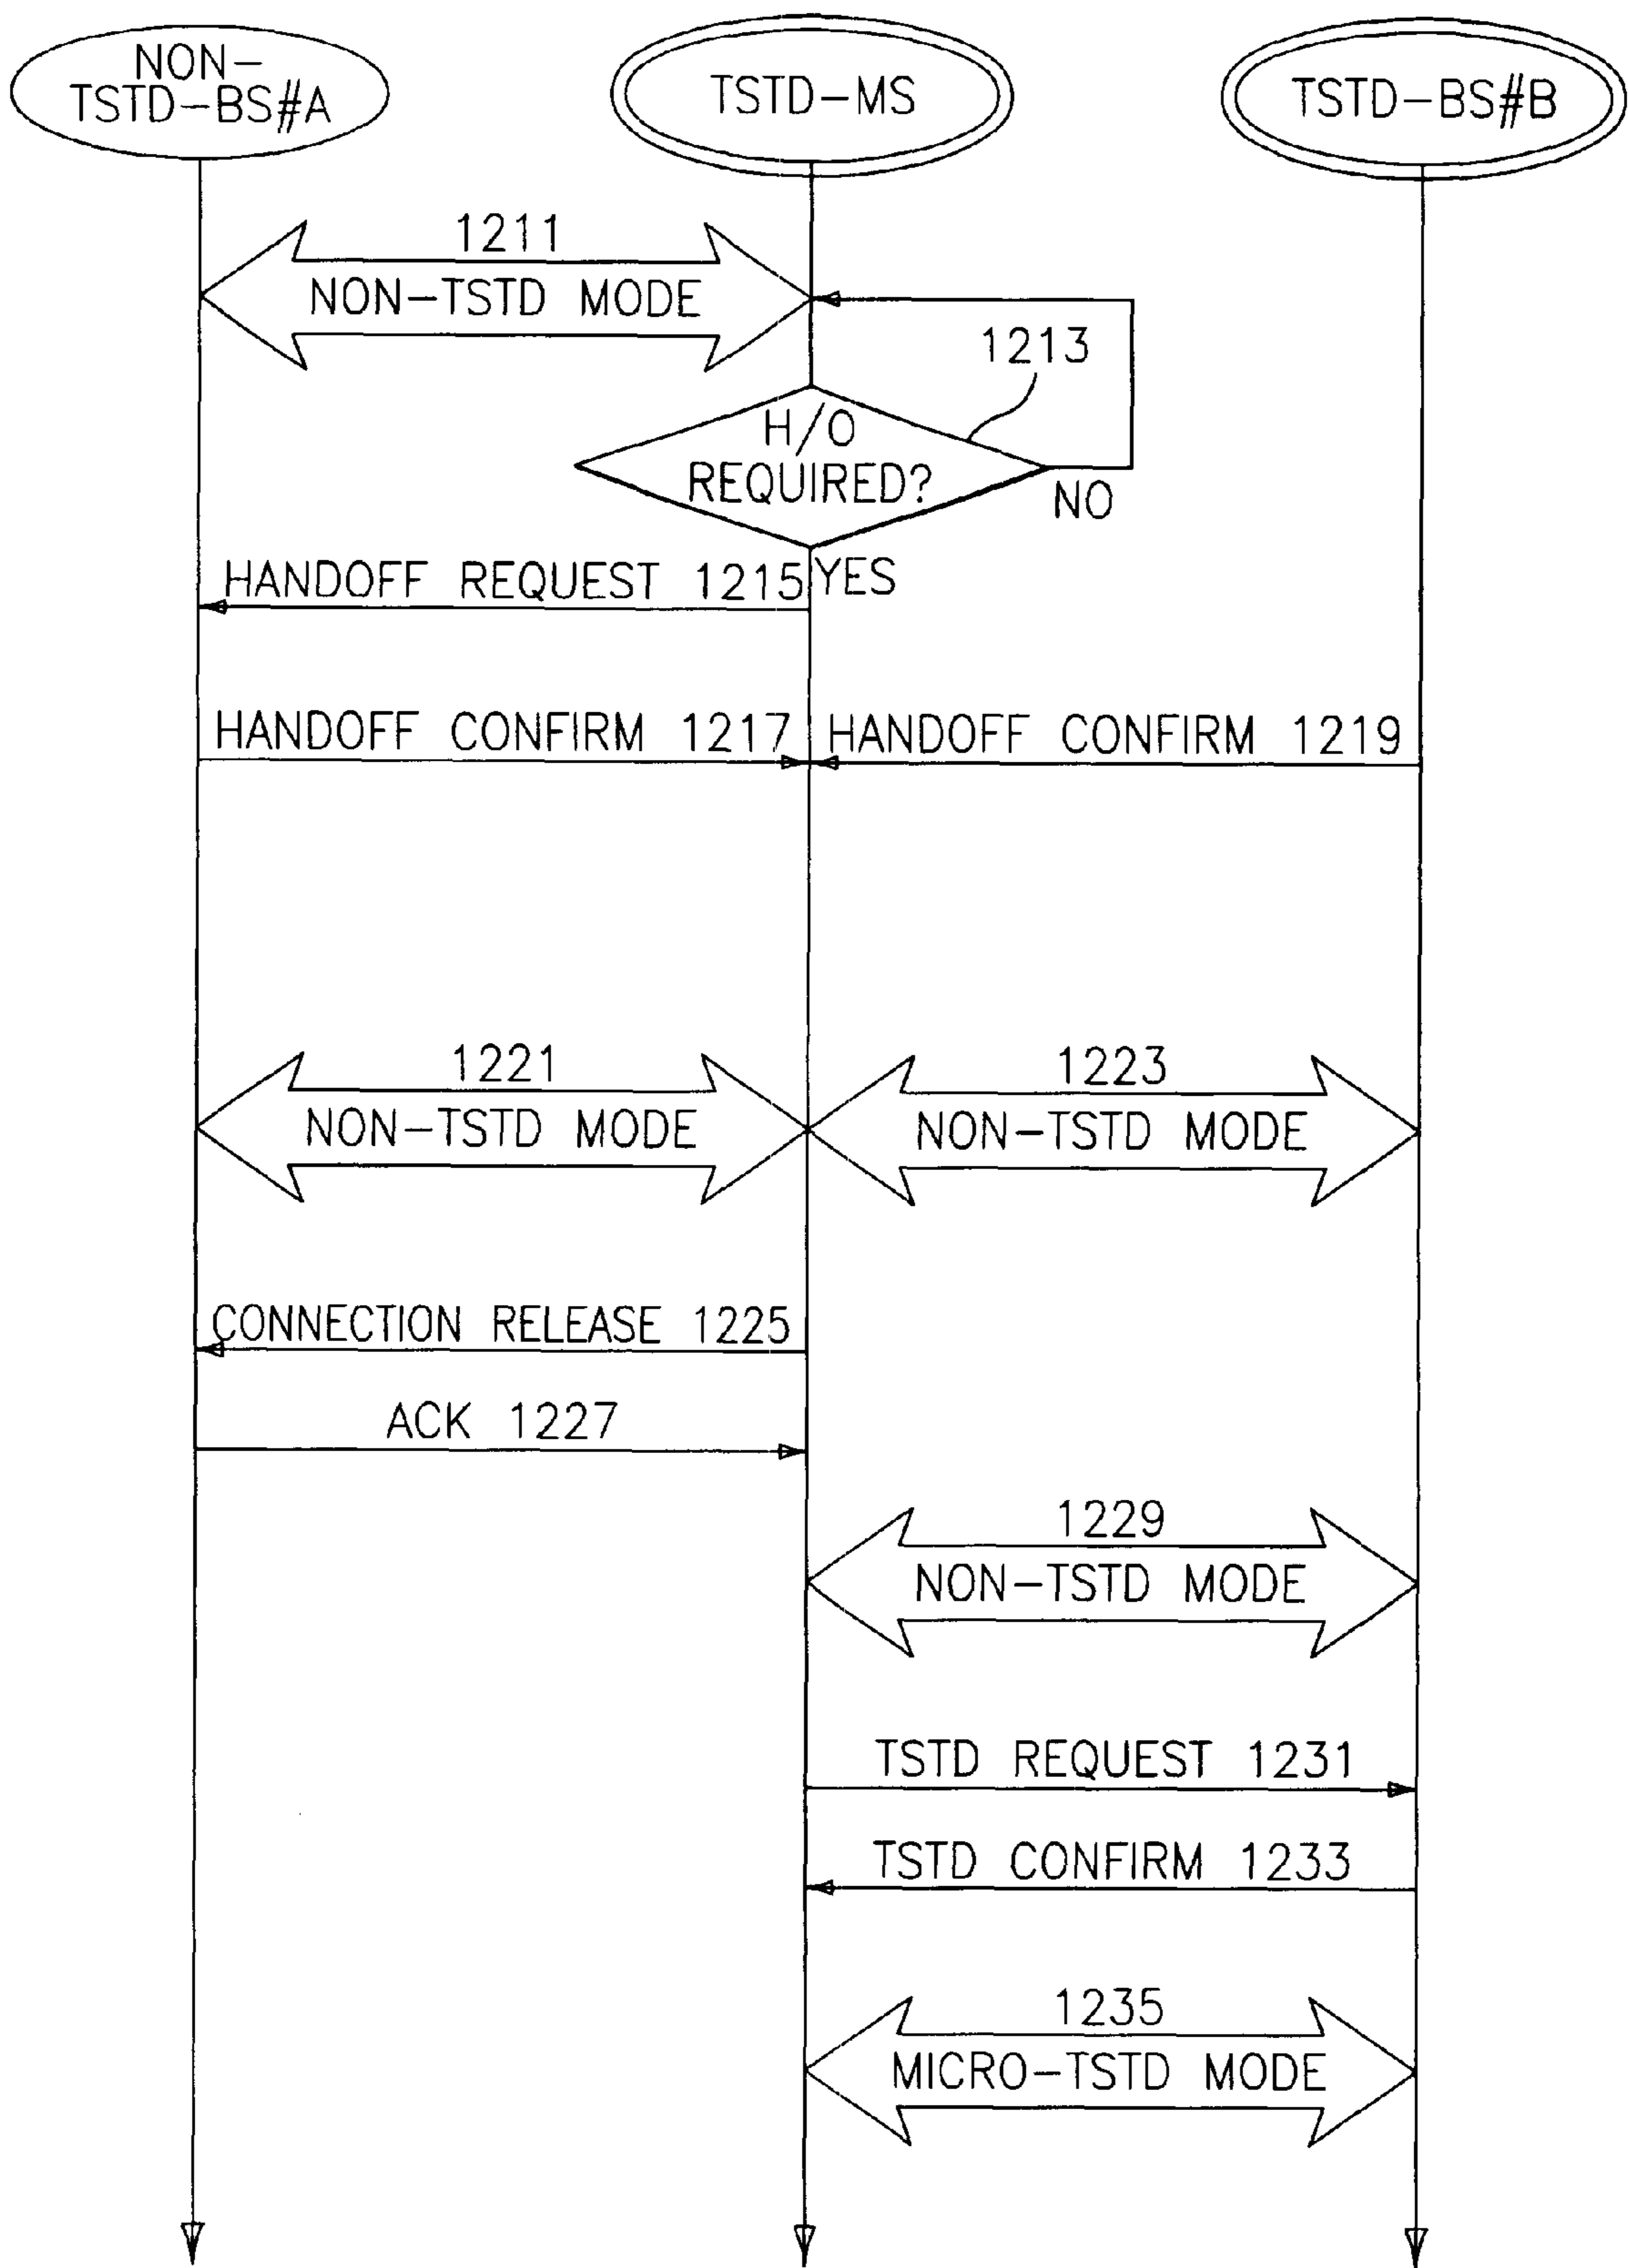 NON-
TSTD-BS#A
TSTD-MS
TSTD-BS#B
1211
NON-TSTD MODE
1213
H/O
REQUIRED?
NO
YES
HANDOFF REQUEST 1215
HANDOFF CONFIRM 1217
HANDOFF CONFIRM 1219
1221
NON-TSTD MODE
1223
NON-TSTD MODE
CONNECTION RELEASE 1225
ACK 1227
1229
NON-TSTD MODE
TSTD REQUEST 1231
TSTD CONFIRM 1233
1235
MICRO-TSTD MODE